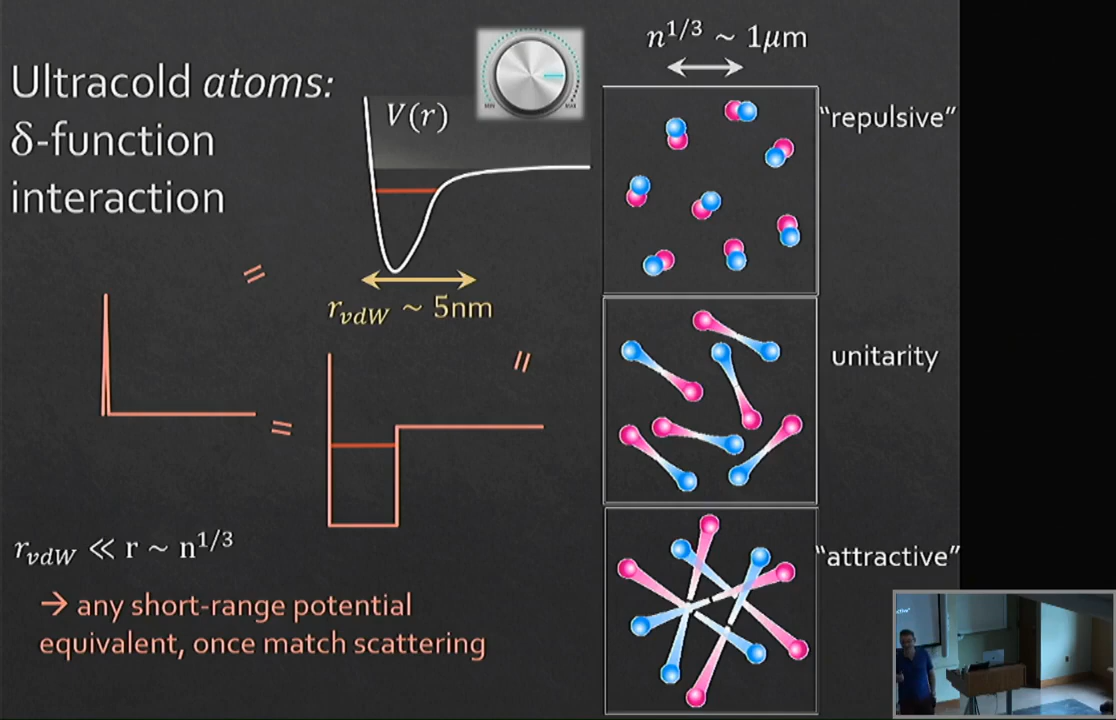 Ultracold atoms:
δ-function
interaction
V(r)
r_vdW ~ 5nm
=
=
=
r_vdW ≪ r ~ n^1/3
→ any short-range potential
equivalent, once match scattering
n^1/3 ~ 1μm
"repulsive"
unitarity
"attractive"